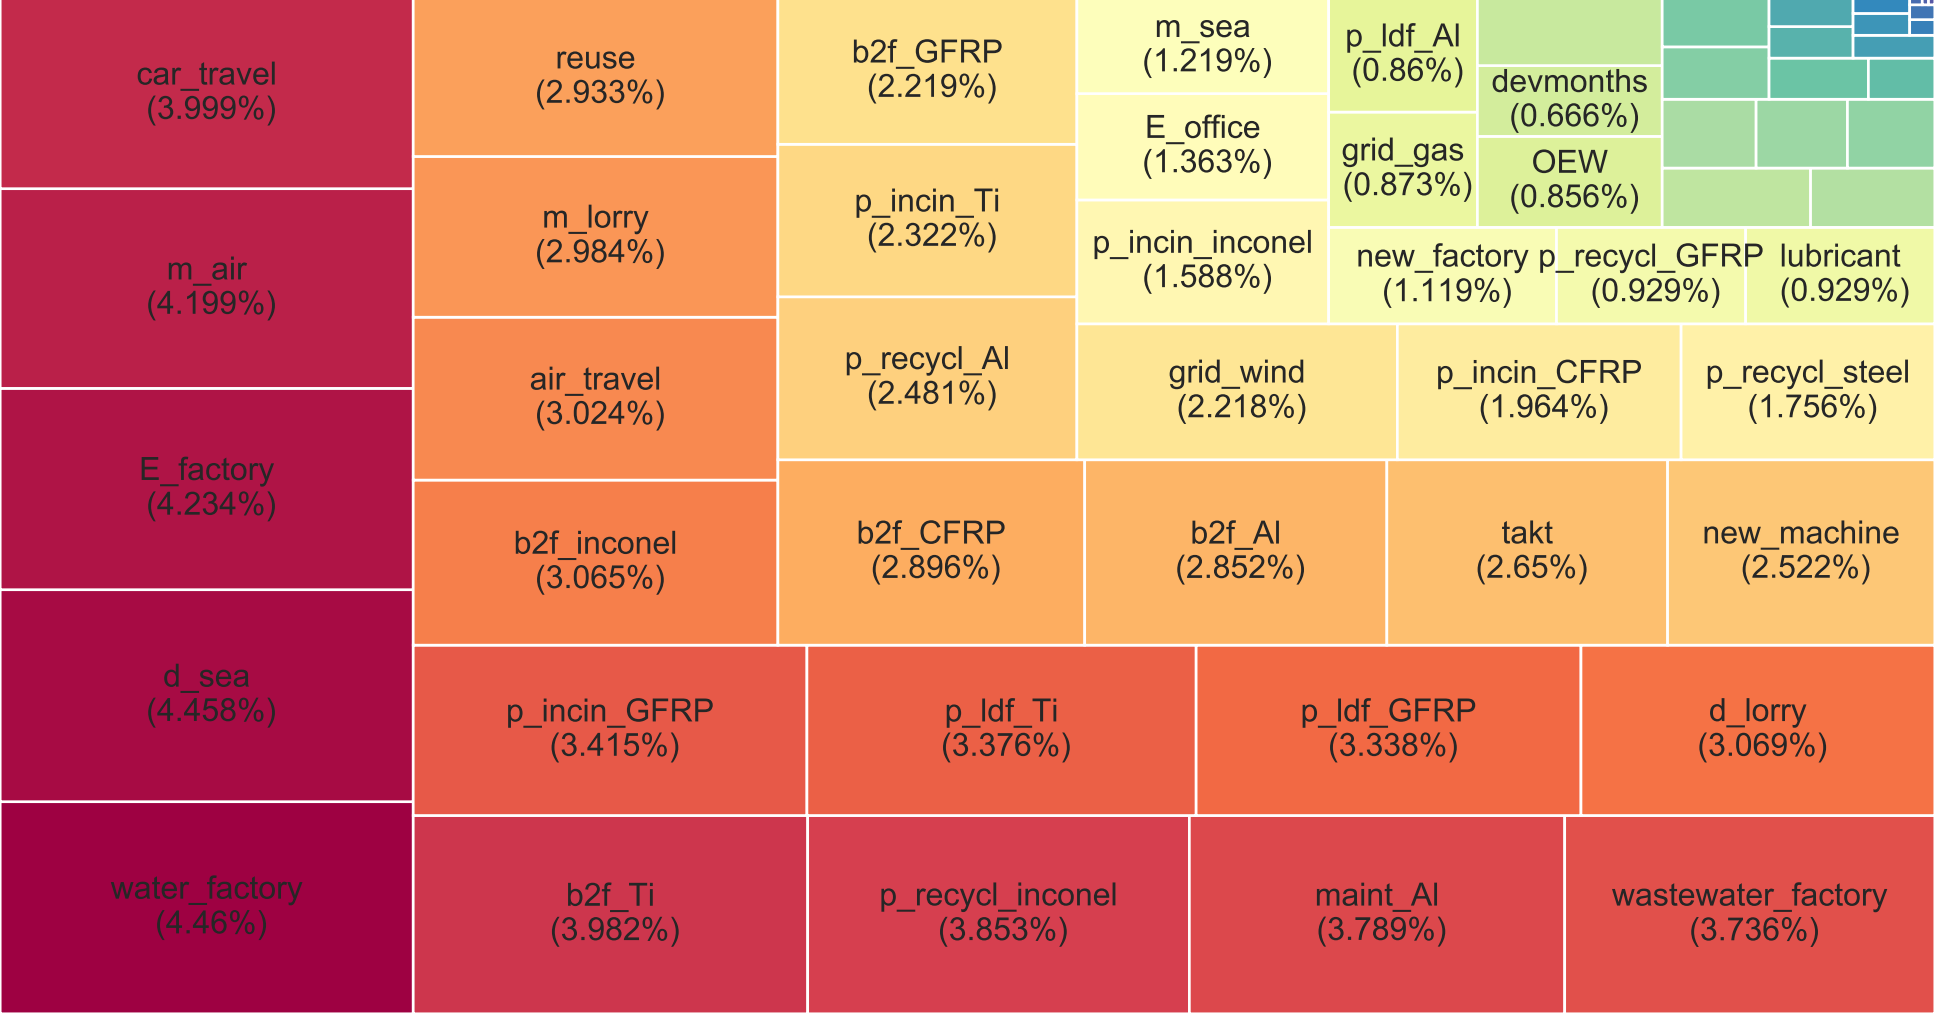 car_travel
(3.999%)
m_air
(4.199%)
E_factory
(4.234%)
d_sea
(4.458%)
water_factory
(4.46%)
reuse
(2.933%)
m_lorry
(2.984%)
air_travel
(3.024%)
b2f_inconel
(3.065%)
b2f_GFRP
(2.219%)
p_incin_Ti
(2.322%)
p_recycl_Al
(2.481%)
m_sea
(1.219%)
E_office
(1.363%)
p_incin_inconel
(1.588%)
p_ldf_Al
(0.86%)
grid_gas
(0.873%)
devmonths
(0.666%)
OEW
(0.856%)
new_factory
(1.119%)
p_recycl_GFRP
(0.929%)
lubricant
(0.929%)
grid_wind
(2.218%)
p_incin_CFRP
(1.964%)
p_recycl_steel
(1.756%)
b2f_CFRP
(2.896%)
b2f_Al
(2.852%)
takt
(2.65%)
new_machine
(2.522%)
p_incin_GFRP
(3.415%)
p_ldf_Ti
(3.376%)
p_ldf_GFRP
(3.338%)
d_lorry
(3.069%)
b2f_Ti
(3.982%)
p_recycl_inconel
(3.853%)
maint_Al
(3.789%)
wastewater_factory
(3.736%)